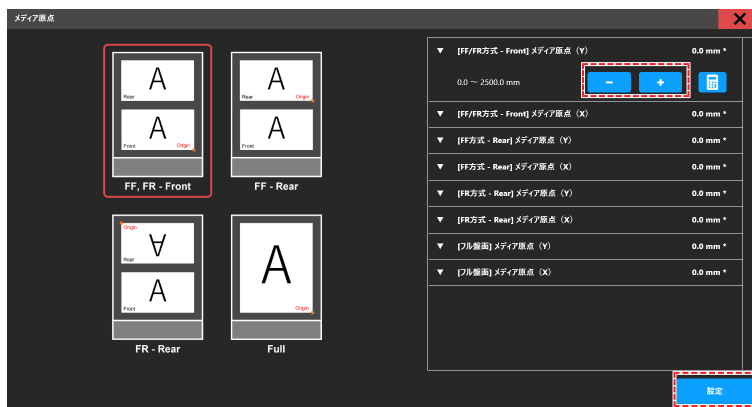 メディア原点
A
Rear
A
Front
Origin
FF, FR - Front
A
Rear
Origin
A
Front
FF - Rear
Origin
A
Rear
A
Front
FR - Rear
A
Origin
Full
▼ [FF/FR方式 - Front] メディア原点（Y） 0.0 mm *
0.0 ～ 2500.0 mm － ＋
▼ [FF/FR方式 - Front] メディア原点（X） 0.0 mm *
▼ [FF方式 - Rear] メディア原点（Y） 0.0 mm *
▼ [FF方式 - Rear] メディア原点（X） 0.0 mm *
▼ [FR方式 - Rear] メディア原点（Y） 0.0 mm *
▼ [FR方式 - Rear] メディア原点（X） 0.0 mm *
▼ [フル盤面] メディア原点（Y） 0.0 mm *
▼ [フル盤面] メディア原点（X） 0.0 mm *
設定